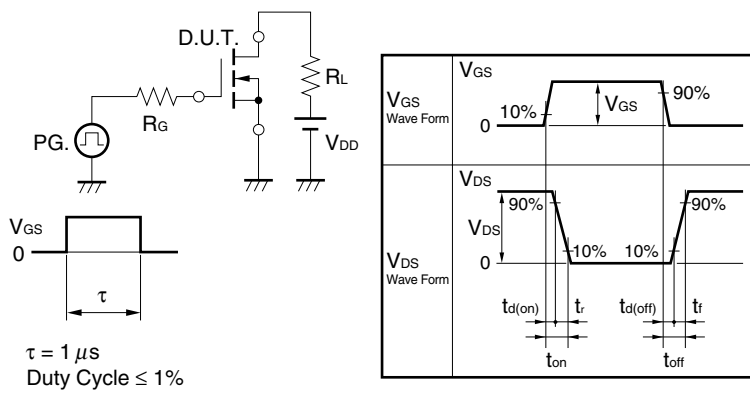 D.U.T.
RL
RG
PG.
VDD
VGS
0
τ
τ = 1 μs
Duty Cycle ≤ 1%
VGS
Wave Form
VGS
10%
VGS
90%
0
VDS
Wave Form
VDS
90%
VDS
10%
10%
90%
0
td(on)
tr
td(off)
tf
ton
toff